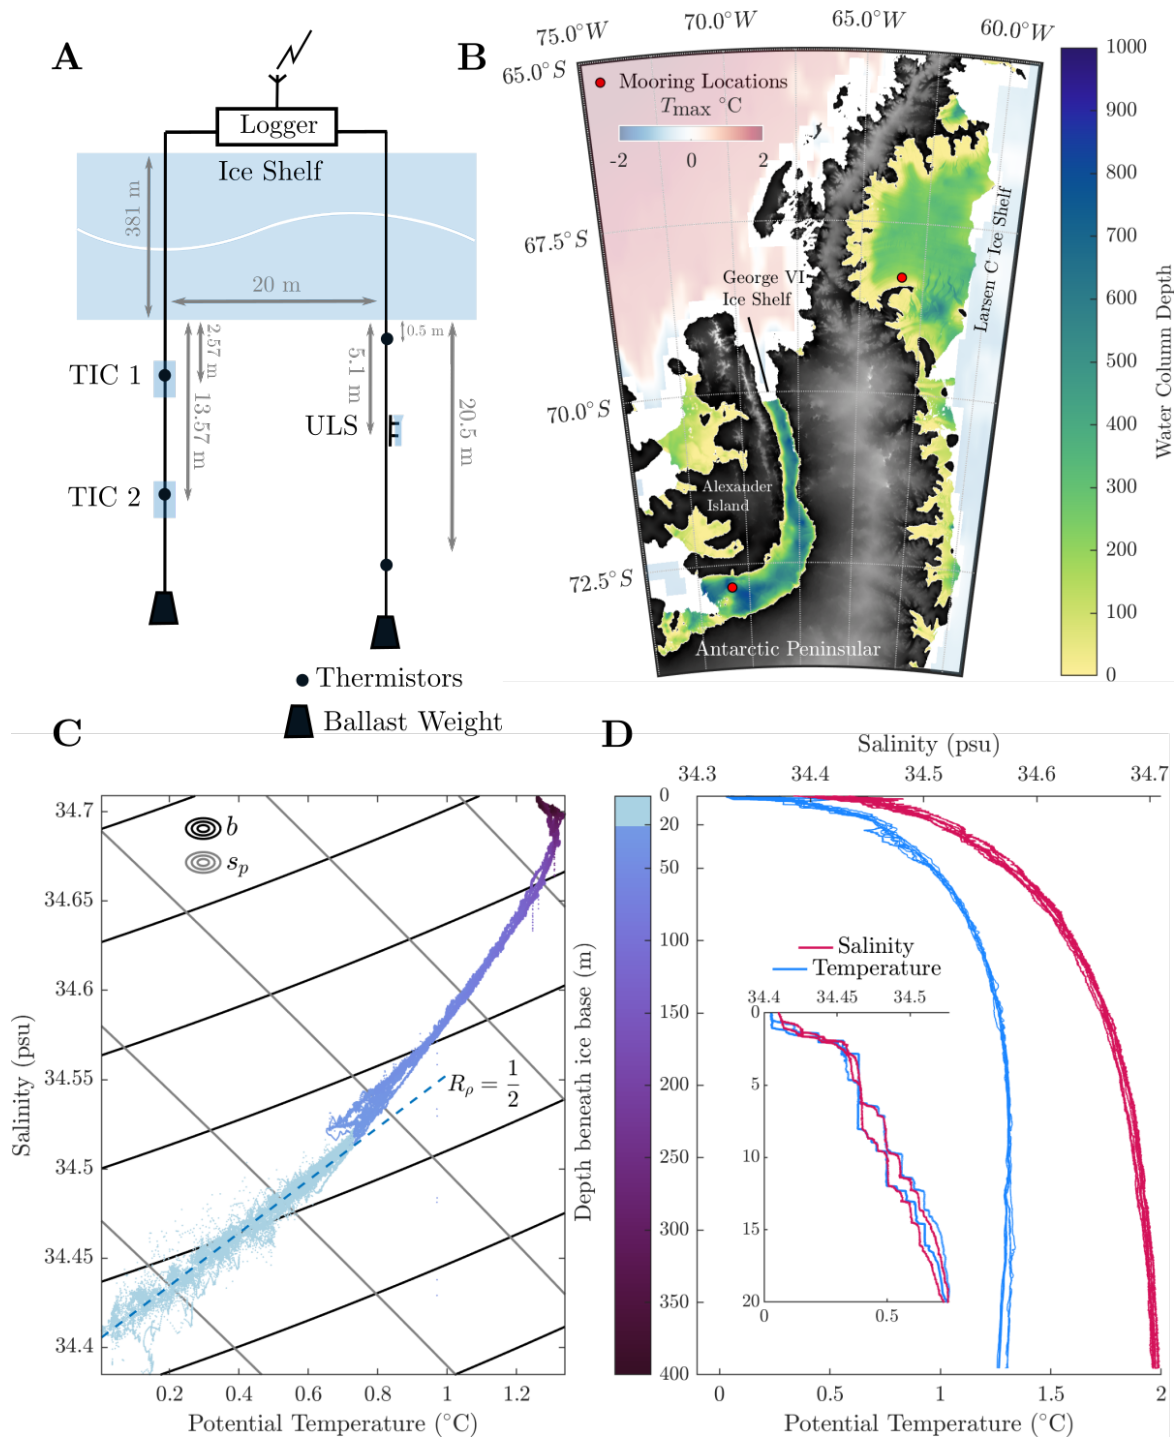 A
Logger
Ice Shelf
381 m
20 m
2.57 m
13.57 m
5.1 m
0.5 m
20.5 m
TIC 1
ULS
TIC 2
Thermistors
Ballast Weight
B
75.0°W
70.0°W
65.0°W
60.0°W
65.0°S
67.5°S
70.0°S
72.5°S
Mooring Locations
Tmax °C
-2 0 2
George VI
Ice Shelf
Larsen C Ice Shelf
Alexander
Island
Antarctic Peninsular
1000
900
800
700
600
500
400
300
200
100
0
Water Column Depth
C
34.7
34.65
34.6
34.55
34.5
34.45
34.4
Salinity (psu)
b
sp
Rρ = 1/2
0.2 0.4 0.6 0.8 1 1.2
Potential Temperature (°C)
0
20
50
100
150
200
250
300
350
400
Depth beneath ice base (m)
D
Salinity (psu)
34.3 34.4 34.5 34.6 34.7
Salinity
Temperature
34.4 34.45 34.5
0
5
10
15
20
0 0.5
0 0.5 1 1.5 2
Potential Temperature (°C)